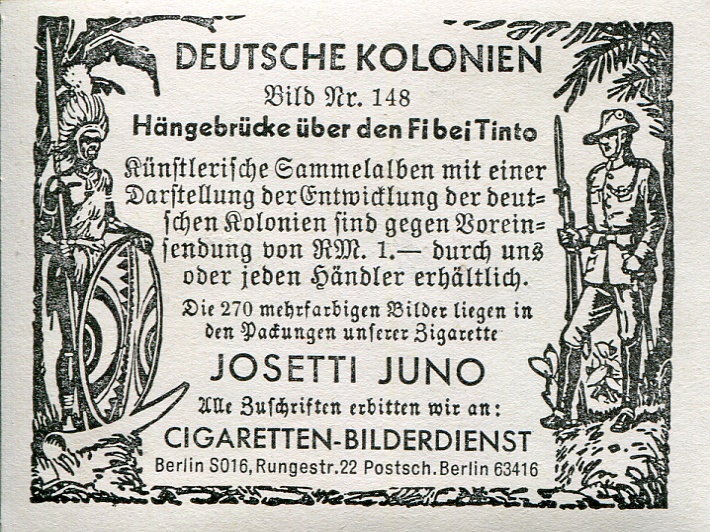 DEUTSCHE KOLONIEN
Bild Nr. 148
Hängebrücke über den Fi bei Tinto
Künstlerische Sammelalben mit einer
Darstellung der Entwicklung der deut=
schen Kolonien sind gegen Vorein=
sendung von RM. 1.— durch uns
oder jeden Händler erhältlich.
Die 270 mehrfarbigen Bilder liegen in
den Packungen unserer Zigarette
JOSETTI JUNO
Alle Zuschriften erbitten wir an:
CIGARETTEN-BILDERDIENST
Berlin SO16, Rungestr.22 Postsch. Berlin 63416